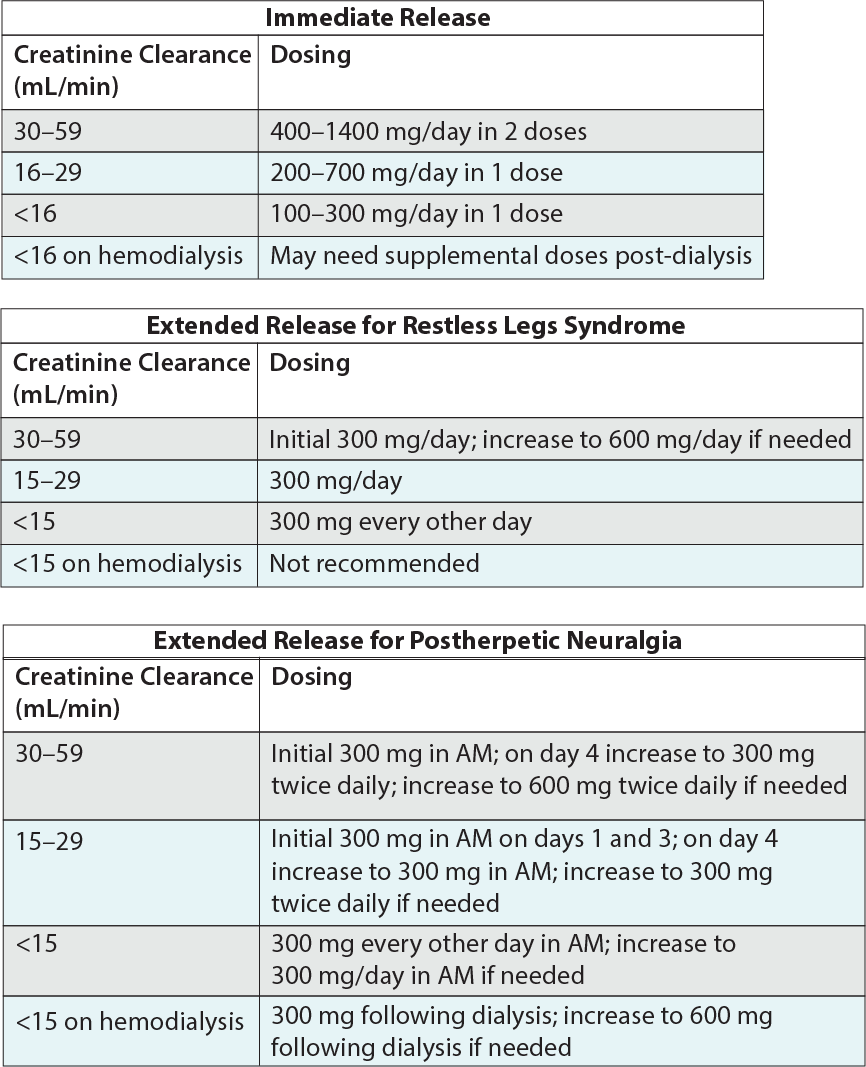 Immediate Release
Creatinine Clearance
(mL/min)
Dosing
30–59
400–1400 mg/day in 2 doses
16–29
200–700 mg/day in 1 dose
<16
100–300 mg/day in 1 dose
<16 on hemodialysis
May need supplemental doses post-dialysis
Extended Release for Restless Legs Syndrome
Creatinine Clearance
(mL/min)
Dosing
30–59
Initial 300 mg/day; increase to 600 mg/day if needed
15–29
300 mg/day
<15
300 mg every other day
<15 on hemodialysis
Not recommended
Extended Release for Postherpetic Neuralgia
Creatinine Clearance
(mL/min)
Dosing
30–59
Initial 300 mg in AM; on day 4 increase to 300 mg
twice daily; increase to 600 mg twice daily if needed
15–29
Initial 300 mg in AM on days 1 and 3; on day 4
increase to 300 mg in AM; increase to 300 mg
twice daily if needed
<15
300 mg every other day in AM; increase to
300 mg/day in AM if needed
<15 on hemodialysis
300 mg following dialysis; increase to 600 mg
following dialysis if needed